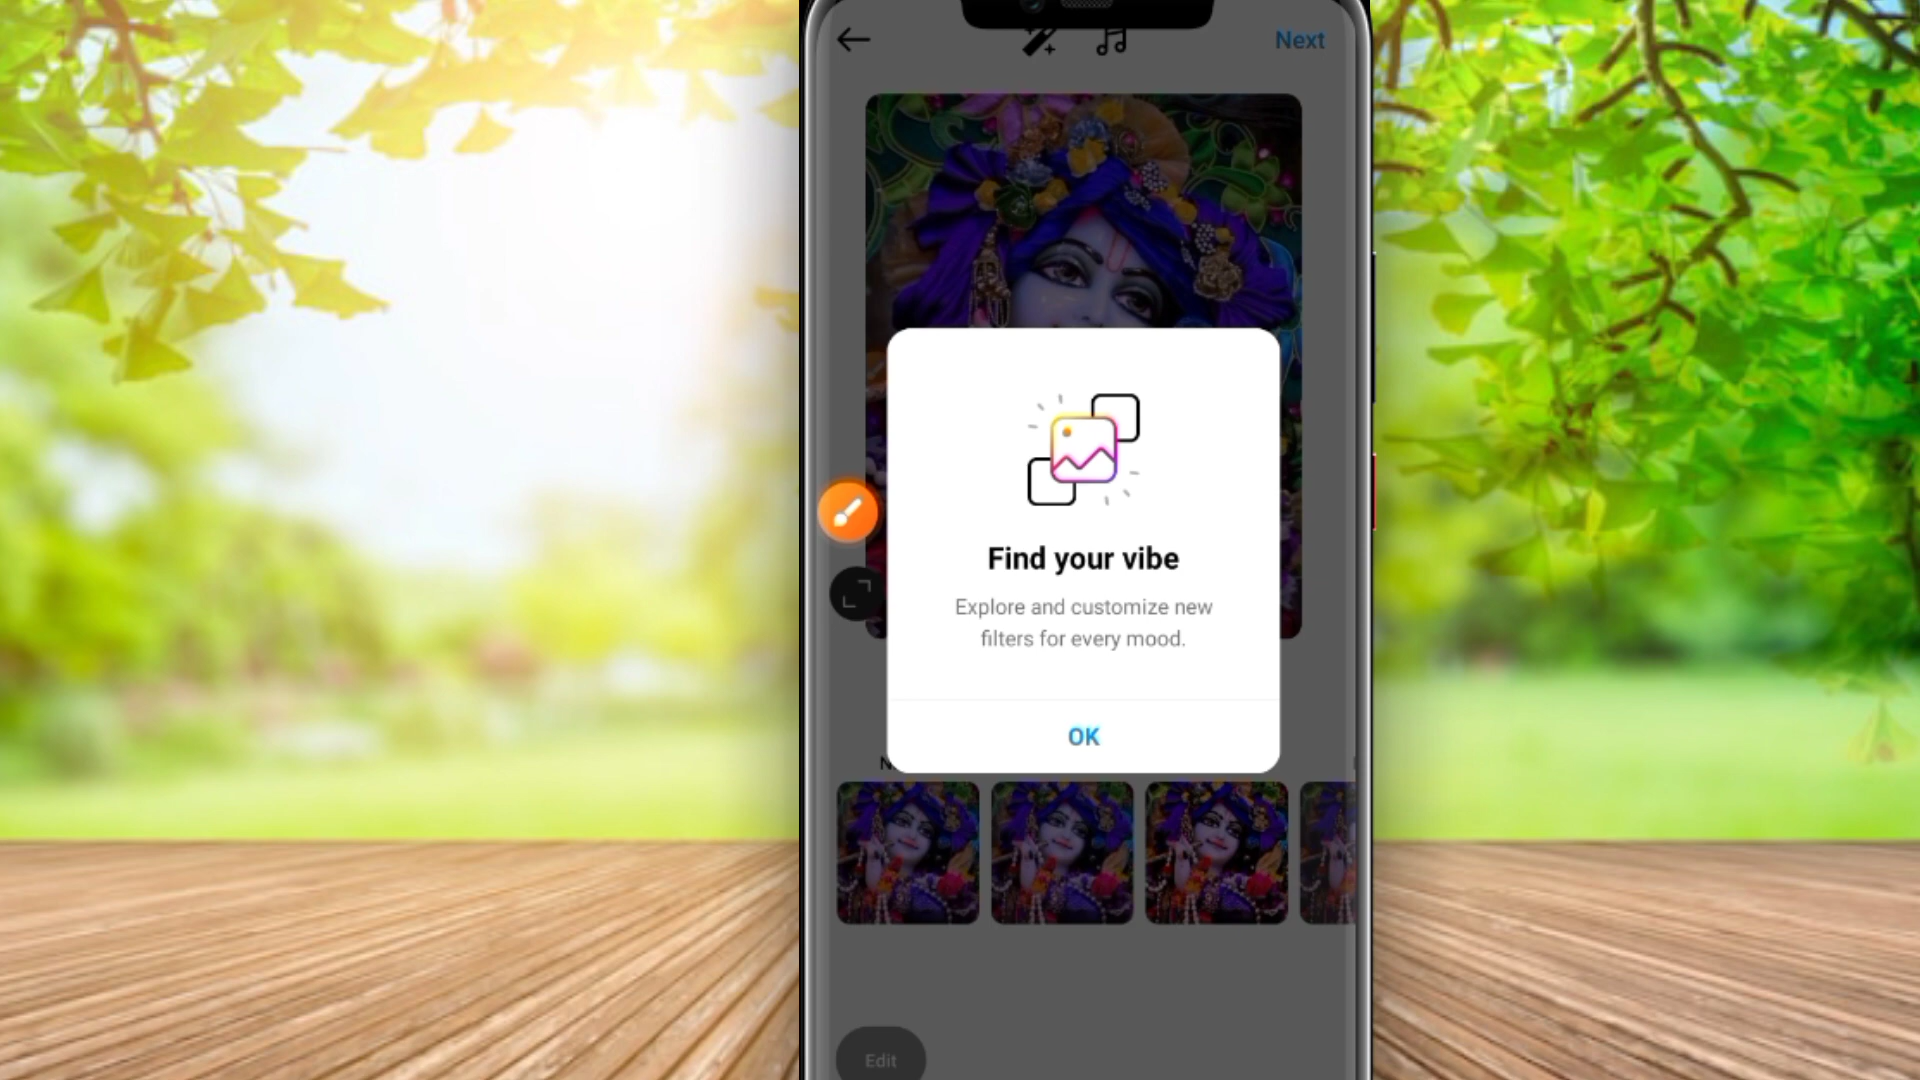 Next
Find your vibe
Explore and customize new
filters for every mood.
OK
Edit